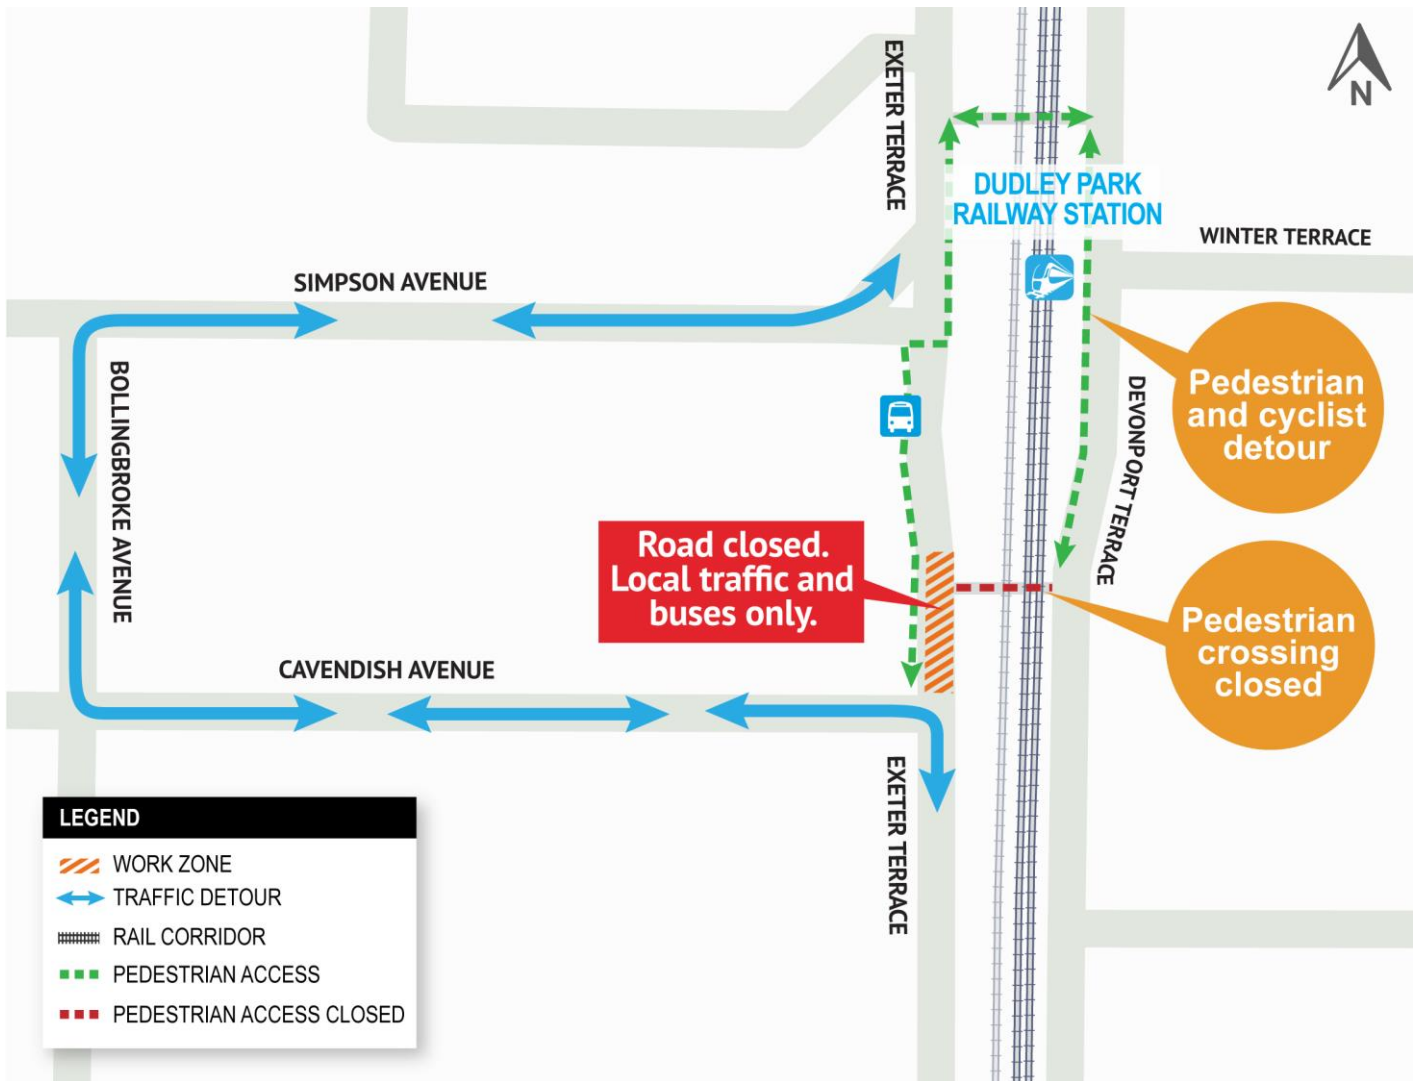 EXETER TERRACE
N
DUDLEY PARK
RAILWAY STATION
WINTER TERRACE
SIMPSON AVENUE
BOLLINGBROKE AVENUE
DEVONPORT TERRACE
Pedestrian
and cyclist
detour
Road closed.
Local traffic and
buses only.
Pedestrian
crossing
closed
CAVENDISH AVENUE
EXETER TERRACE
LEGEND
WORK ZONE
TRAFFIC DETOUR
RAIL CORRIDOR
PEDESTRIAN ACCESS
PEDESTRIAN ACCESS CLOSED